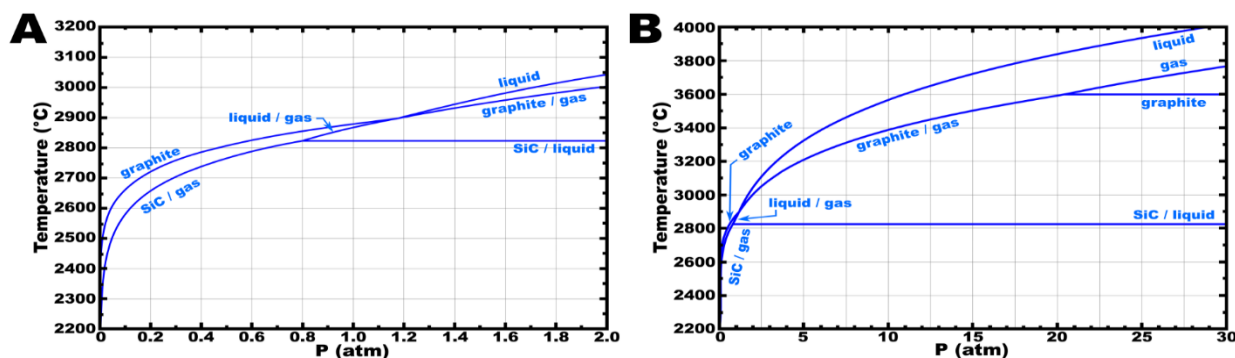 A
Temperature (°C)
3200
3100
3000
2900
2800
2700
2600
2500
2400
2300
2200
0
0.2
0.4
0.6
0.8
1.0
1.2
1.4
1.6
1.8
2.0
P (atm)
graphite
SiC / gas
liquid / gas
liquid
graphite / gas
SiC / liquid
B
Temperature (°C)
4000
3800
3600
3400
3200
3000
2800
2600
2400
2200
0
2.5
5
10
15
20
25
30
P (atm)
liquid
gas
graphite
graphite / gas
graphite
liquid / gas
SiC / gas
SiC / liquid